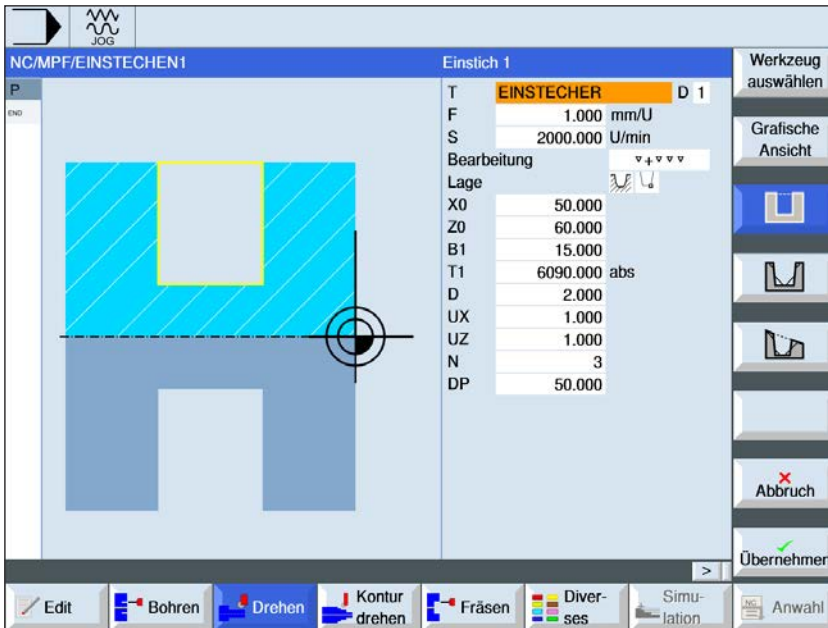 JOG
NC/MPF/EINSTECHEN1
Einstich 1
P
END
T EINSTECHER D 1
F 1.000 mm/U
S 2000.000 U/min
Bearbeitung ▿+▿▿▿
Lage
X0 50.000
Z0 60.000
B1 15.000
T1 6090.000 abs
D 2.000
UX 1.000
UZ 1.000
N 3
DP 50.000
Werkzeug
auswählen
Grafische
Ansicht
Abbruch
Übernehmen
>
Edit
Bohren
Drehen
Kontur
drehen
Fräsen
Diver-
ses
Simu-
lation
NC
Anwahl